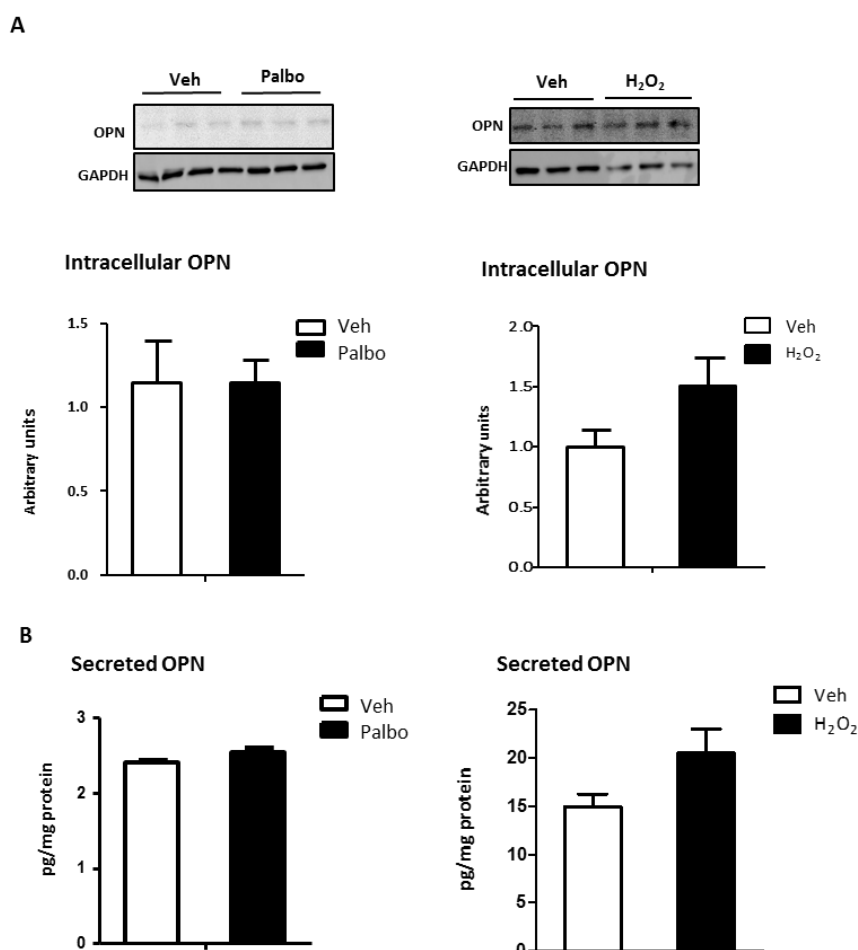 A
Veh Palbo
OPN
GAPDH
Veh H₂O₂
OPN
GAPDH
Intracellular OPN
Veh
Palbo
Arbitrary units
1.5
1.0
0.5
0.0
Intracellular OPN
Veh
H₂O₂
Arbitrary units
2.0
1.5
1.0
0.5
0.0
B
Secreted OPN
Veh
Palbo
pg/mg protein
3
2
1
0
Secreted OPN
Veh
H₂O₂
pg/mg protein
25
20
15
10
5
0